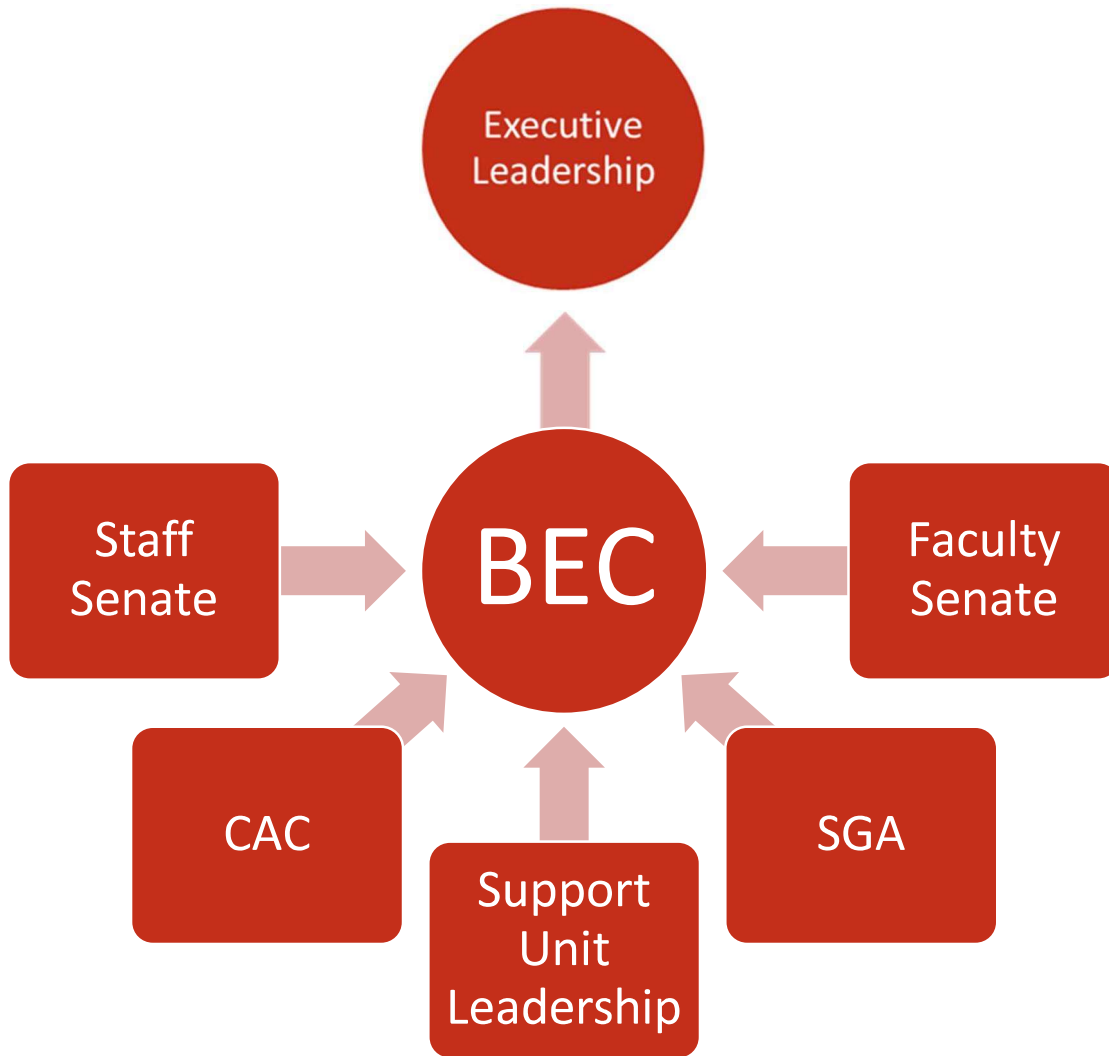 Executive
Leadership
BEC
Staff
Senate
Faculty
Senate
CAC
SGA
Support
Unit
Leadership